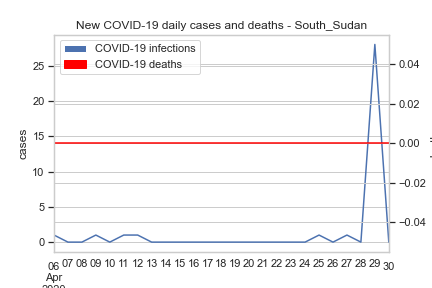 New COVID-19 daily cases and deaths - South_Sudan
COVID-19 infections
COVID-19 deaths
cases
25
20
15
10
5
0
0.04
0.02
0.00
−0.02
−0.04
06 07 08 09 10 11 12 13 14 15 16 17 18 19 20 21 22 23 24 25 26 27 28 29 30
Apr
2020